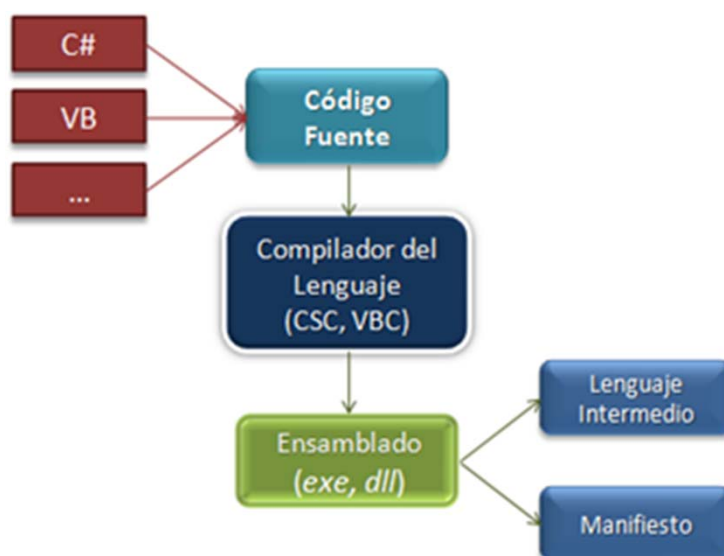 C#
VB
...
Código
Fuente
Compilador del
Lenguaje
(CSC, VBC)
Ensamblado
(exe, dll)
Lenguaje
Intermedio
Manifiesto